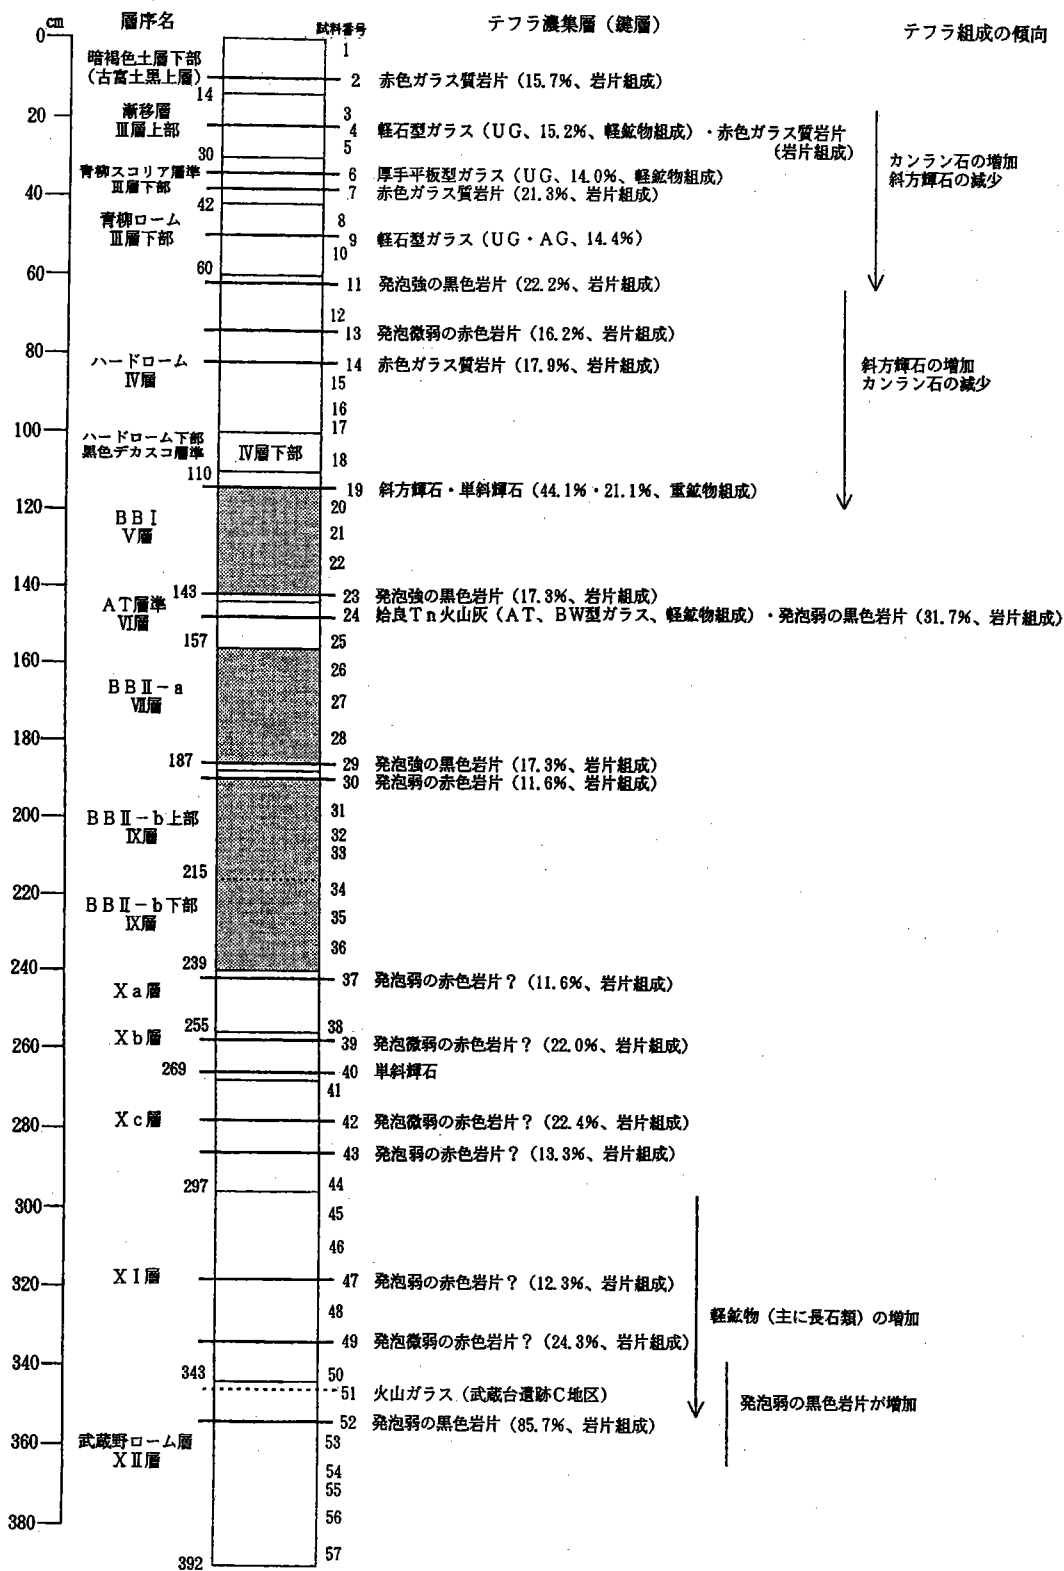 cm
層序名
試料番号
テフラ濃集層（鍵層）
テフラ組成の傾向
0
1
暗褐色土層下部
（古富士黒土層）
2 赤色ガラス質岩片（15.7%、岩片組成）
14
20
漸移層
Ⅲ層上部
3
4 軽石型ガラス（UG、15.2%、軽鉱物組成）・赤色ガラス質岩片
（岩片組成）
5
30
カンラン石の増加
斜方輝石の減少
青柳スコリア層準
Ⅲ層下部
6 厚手平板型ガラス（UG、14.0%、軽鉱物組成）
7 赤色ガラス質岩片（21.3%、岩片組成）
40
42
青柳ローム
Ⅲ層下部
8
9 軽石型ガラス（UG・AG、14.4%）
10
60
60
11 発泡強の黒色岩片（22.2%、岩片組成）
12
13 発泡微弱の赤色岩片（16.2%、岩片組成）
80
ハードローム
Ⅳ層
14 赤色ガラス質岩片（17.9%、岩片組成）
15
斜方輝石の増加
カンラン石の減少
16
100
17
ハードローム下部
黒色デカスコ層準
Ⅳ層下部
18
110
19 斜方輝石・単斜輝石（44.1%・21.1%、重鉱物組成）
120
20
BBⅠ
Ⅴ層
21
22
140
143
23 発泡強の黒色岩片（17.3%、岩片組成）
AT層準
Ⅵ層
24 姶良Tn火山灰（AT、BW型ガラス、軽鉱物組成）・発泡弱の黒色岩片（31.7%、岩片組成）
157
25
160
26
BBⅡ－a
Ⅶ層
27
28
180
187
29 発泡強の黒色岩片（17.3%、岩片組成）
30 発泡弱の赤色岩片（11.6%、岩片組成）
200
31
BBⅡ－b上部
Ⅸ層
32
33
215
220
34
BBⅡ－b下部
Ⅸ層
35
36
239
240
37 発泡弱の赤色岩片？（11.6%、岩片組成）
Ⅹa層
255
38
Ⅹb層
260
39 発泡微弱の赤色岩片？（22.0%、岩片組成）
269
40 単斜輝石
41
Ⅹc層
280
42 発泡微弱の赤色岩片？（22.4%、岩片組成）
43 発泡弱の赤色岩片？（13.3%、岩片組成）
297
44
300
45
46
ⅩⅠ層
320
47 発泡弱の赤色岩片？（12.3%、岩片組成）
48
軽鉱物（主に長石類）の増加
49 発泡微弱の赤色岩片？（24.3%、岩片組成）
340
343
50
51 火山ガラス（武蔵台遺跡C地区）
発泡弱の黒色岩片が増加
52 発泡弱の黒色岩片（85.7%、岩片組成）
360
武蔵野ローム層
ⅩⅡ層
53
54
55
380
56
57
392